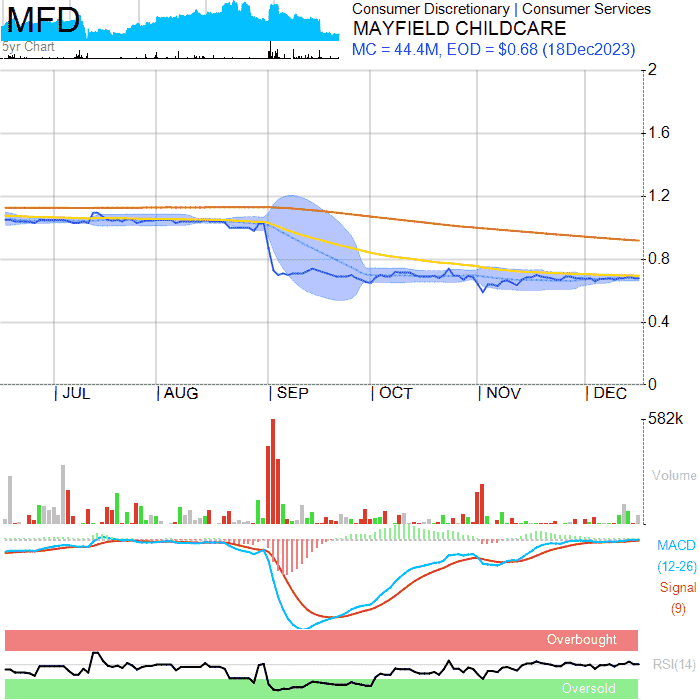 MFD
5yr Chart
Consumer Discretionary | Consumer Services
MAYFIELD CHILDCARE
MC = 44.4M, EOD = $0.68 (18Dec2023)
2
1.6
1.2
0.8
0.4
0
JUL AUG SEP OCT NOV DEC
582k
Volume
MACD
(12-26)
Signal
(9)
Overbought
RSI(14)
Oversold